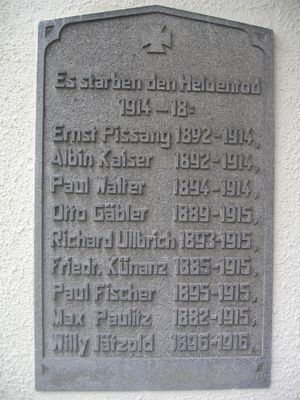 Es starben den Heldentod
1914–18:
Ernst Pissang 1892–1914,
Albin Kaiser 1892–1914,
Paul Walter 1894–1914,
Otto Gäbler 1889–1915,
Richard Ullbrich 1893–1915,
Friedr. Künanz 1885–1915,
Paul Fischer 1895–1915,
Max Paulitz 1882–1915,
Willy Tätzold 1896–1916,